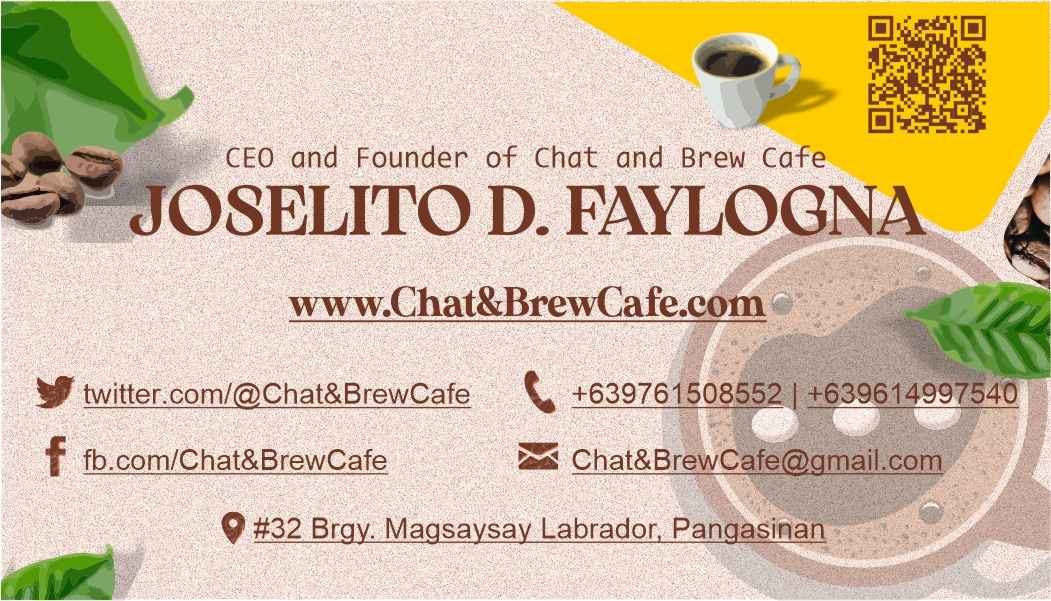 CEO and Founder of Chat and Brew Cafe
JOSELITO D. FAYLOGNA
www.Chat&BrewCafe.com
twitter.com/@Chat&BrewCafe
+639761508552 | +639614997540
fb.com/Chat&BrewCafe
Chat&BrewCafe@gmail.com
#32 Brgy. Magsaysay Labrador, Pangasinan